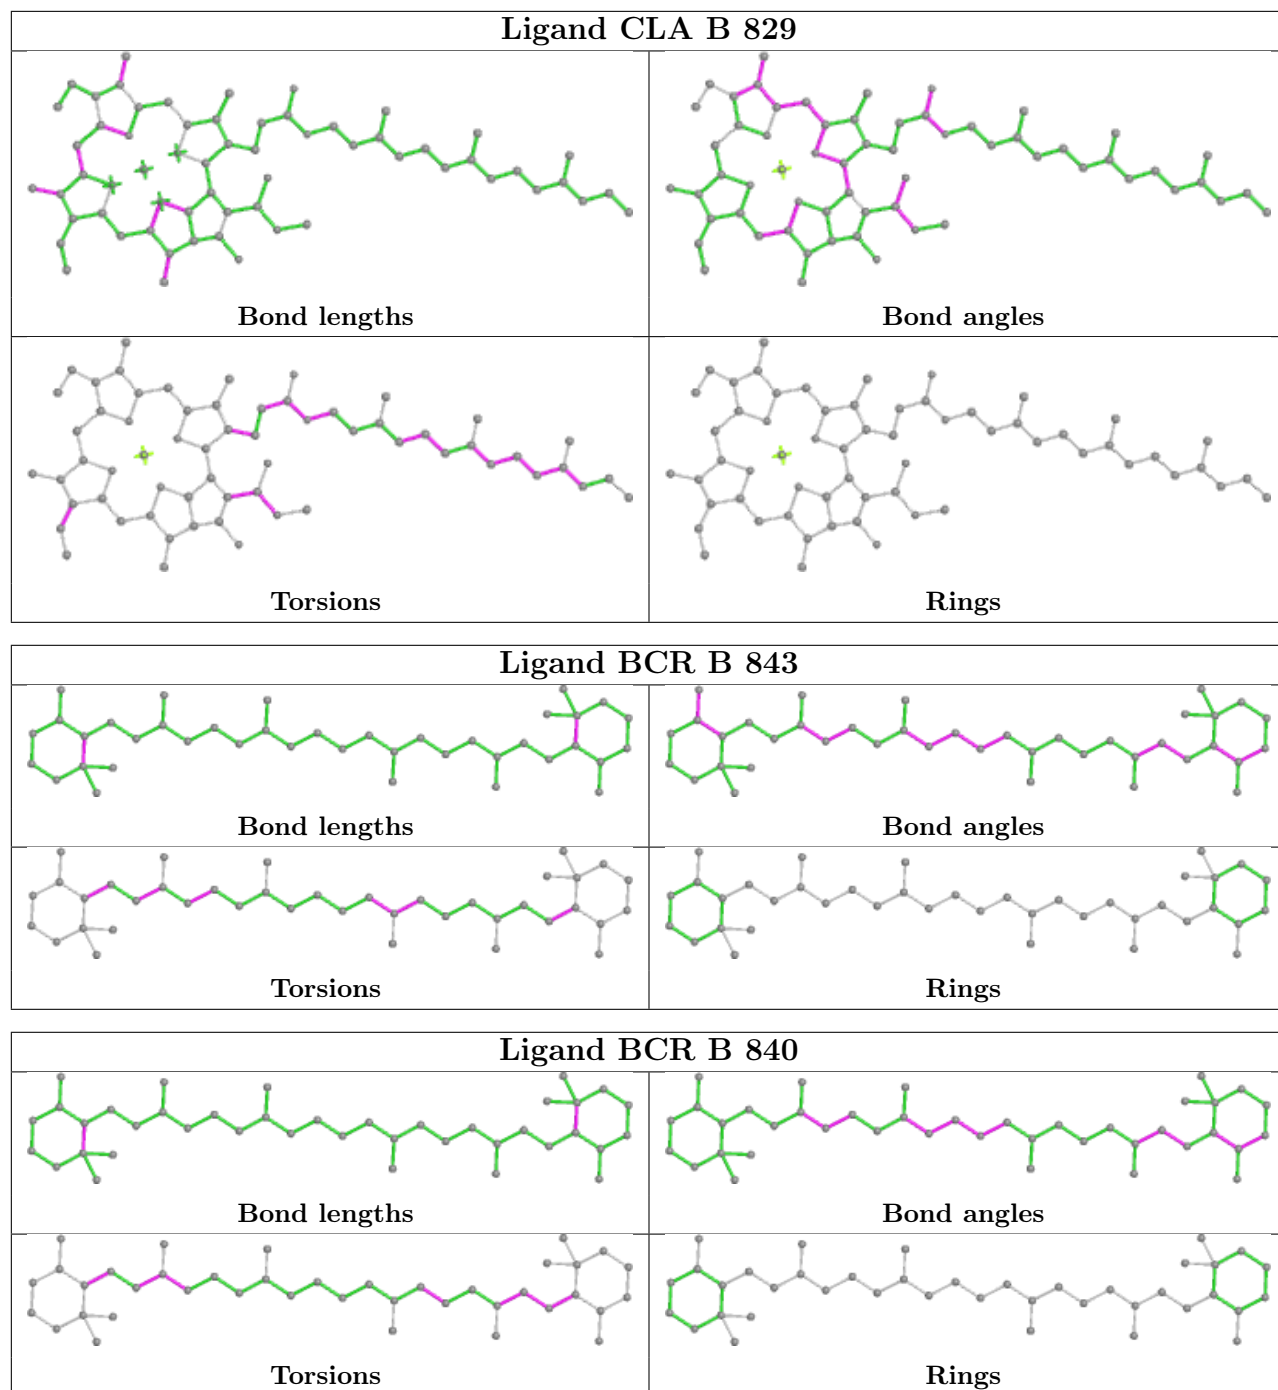 Ligand CLA B 829
Bond lengths
Bond angles
Torsions
Rings
Ligand BCR B 843
Bond lengths
Bond angles
Torsions
Rings
Ligand BCR B 840
Bond lengths
Bond angles
Torsions
Rings